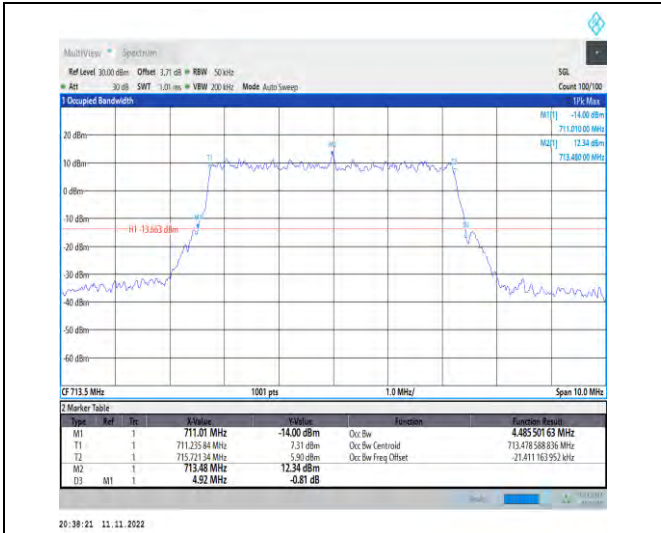 MultiView Spectrum
Ref Level 30.00 dBm Offset 3.71 dB RBW 50 kHz SGL
Att 30 dB SWT 1.01 ms VBW 200 kHz Mode Auto Sweep Count 100/100
1 Occupied Bandwidth 1Pk Max
M1[1] -14.00 dBm
711.010 00 MHz
M2[1] 12.34 dBm
713.480 00 MHz
20 dBm
M2
T1
10 dBm
0 dBm
-10 dBm
H1 -13.663 dBm
-30 dBm
-40 dBm
-50 dBm
-60 dBm
CF 713.5 MHz 1001 pts 1.0 MHz/ Span 10.0 MHz
2 Marker Table
Type Ref Trc X-Value Y-Value Function Function Result
M1 1 711.01 MHz -14.00 dBm Occ Bw 4.485 501 63 MHz
T1 1 711.235 84 MHz 7.31 dBm Occ Bw Centroid 713.478 588 836 MHz
T2 1 715.721 34 MHz 5.90 dBm Occ Bw Freq Offset -21.411 163 952 kHz
M2 1 713.48 MHz 12.34 dBm
D3 M1 1 4.92 MHz -0.81 dB
20:38:21 11.11.2022